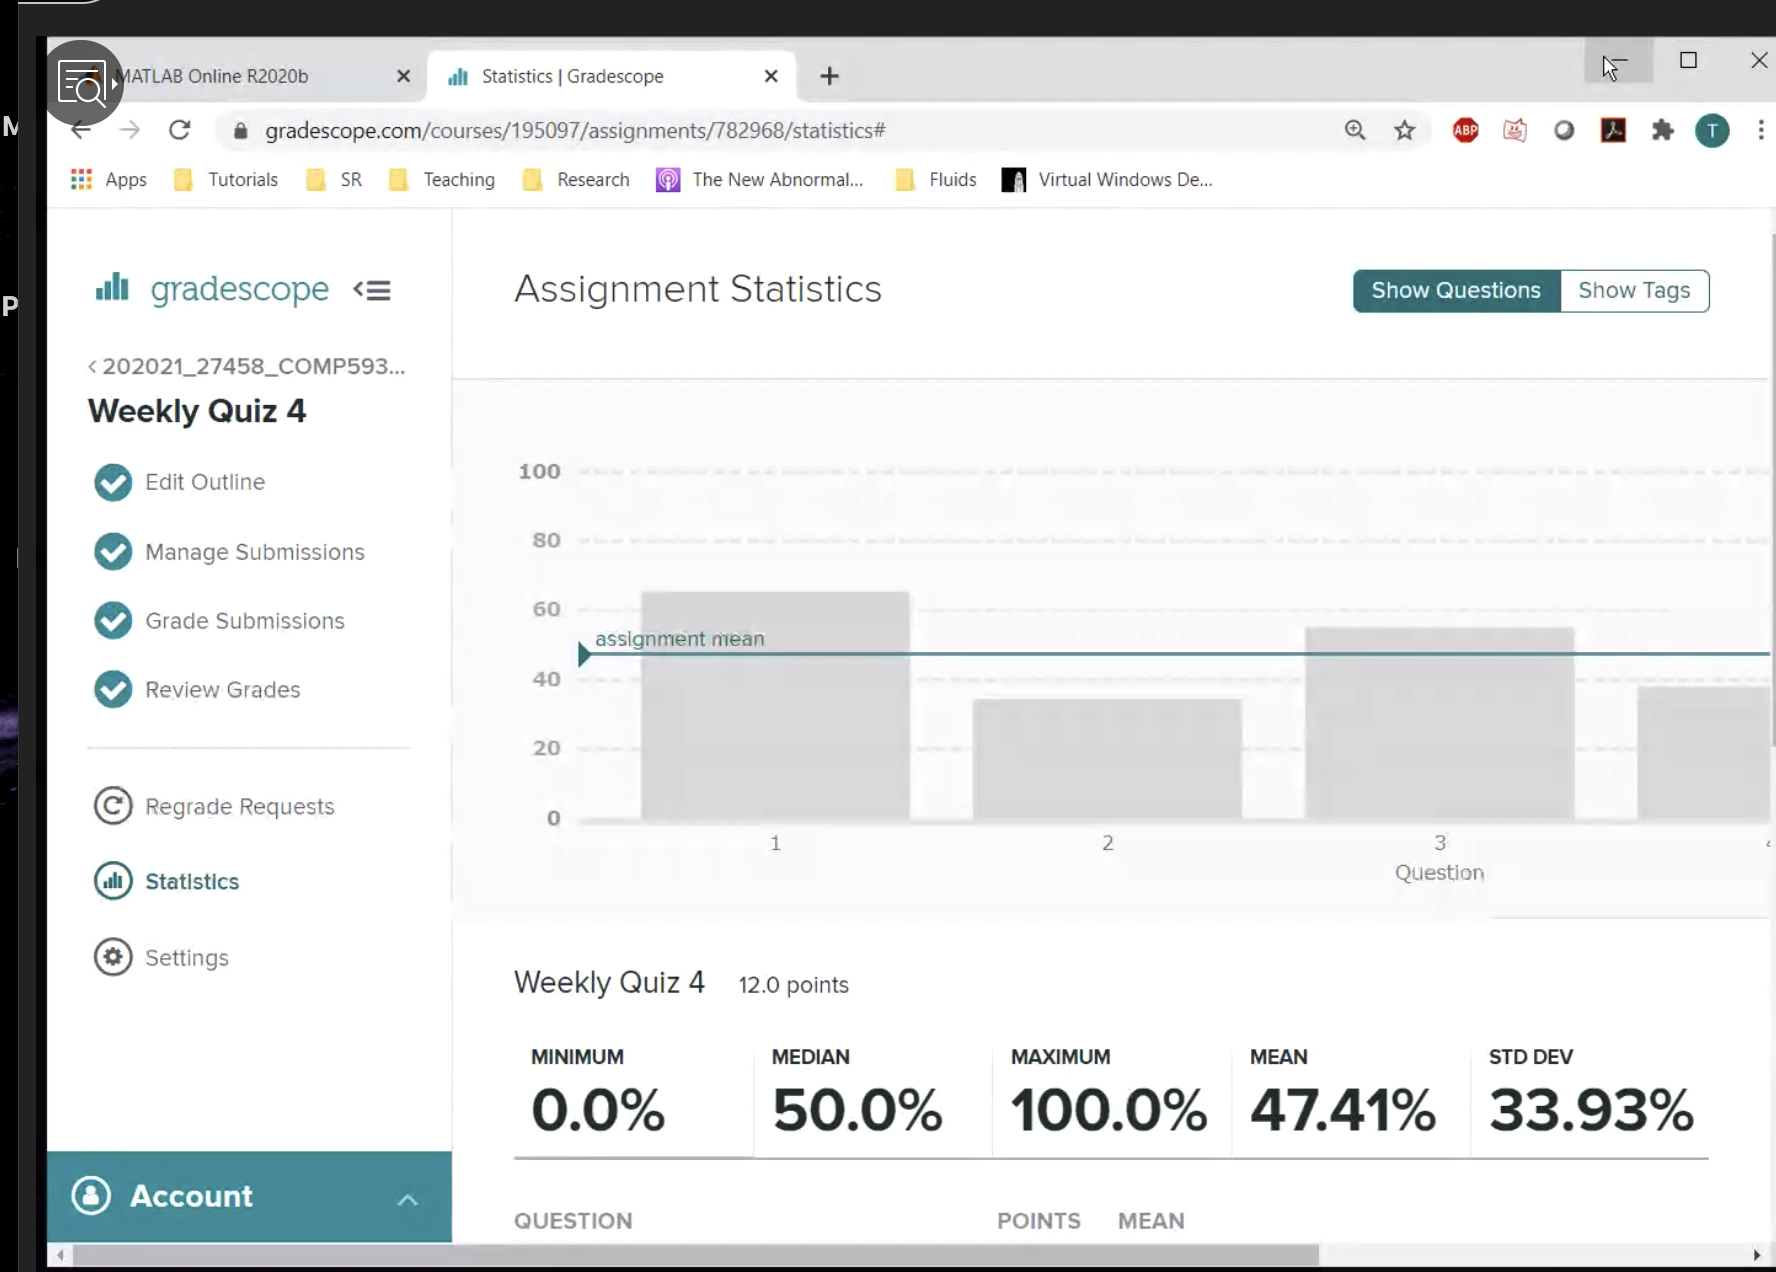 MATLAB Online R2020b
Statistics | Gradescope
gradescope.com/courses/195097/assignments/782968/statistics#
ABP
T
Apps
Tutorials
SR
Teaching
Research
The New Abnormal...
Fluids
Virtual Windows De...
M
P
gradescope
< 202021_27458_COMP593...
Weekly Quiz 4
Edit Outline
Manage Submissions
Grade Submissions
Review Grades
Regrade Requests
Statistics
Settings
Account
Assignment Statistics
Show Questions
Show Tags
100
80
60
assignment mean
40
20
0
1 2 3
Question
Weekly Quiz 4 12.0 points
MINIMUM MEDIAN MAXIMUM MEAN STD DEV
0.0% 50.0% 100.0% 47.41% 33.93%
QUESTION POINTS MEAN